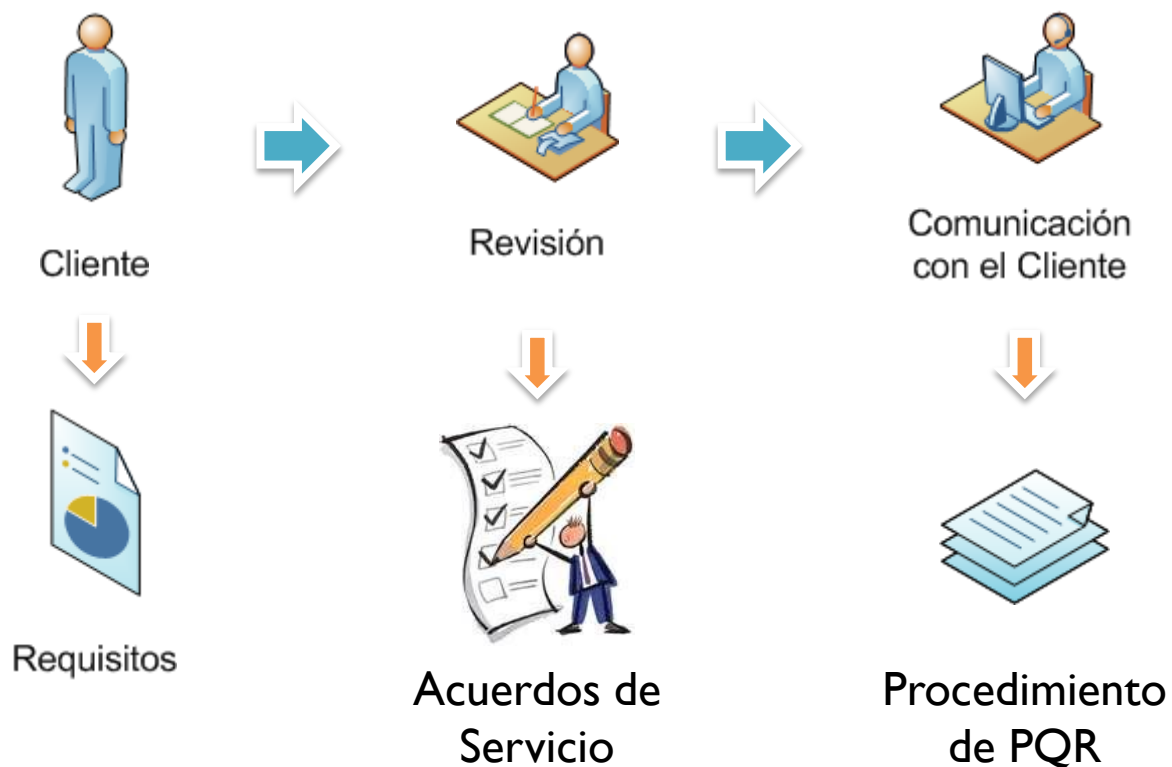 Cliente
Revisión
Comunicación
con el Cliente
Requisitos
Acuerdos de
Servicio
Procedimiento
de PQR